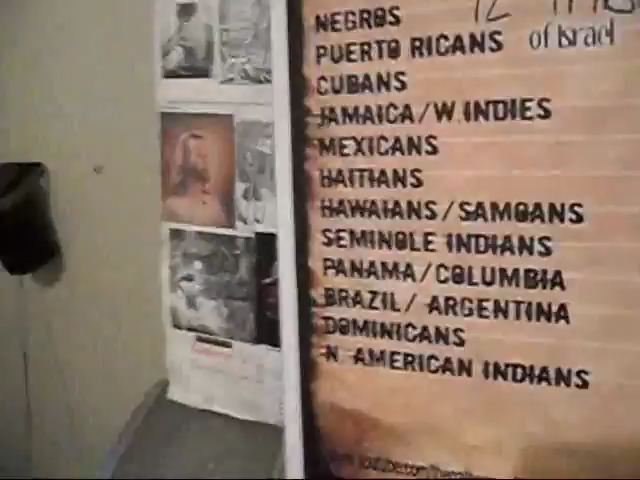 12
of Israel
NEGROS
PUERTO RICANS
CUBANS
JAMAICA/W.INDIES
MEXICANS
HAITIANS
HAWAIANS/SAMOANS
SEMINOLE INDIANS
PANAMA/COLUMBIA
BRAZIL/ ARGENTINA
DOMINICANS
N. AMERICAN INDIANS